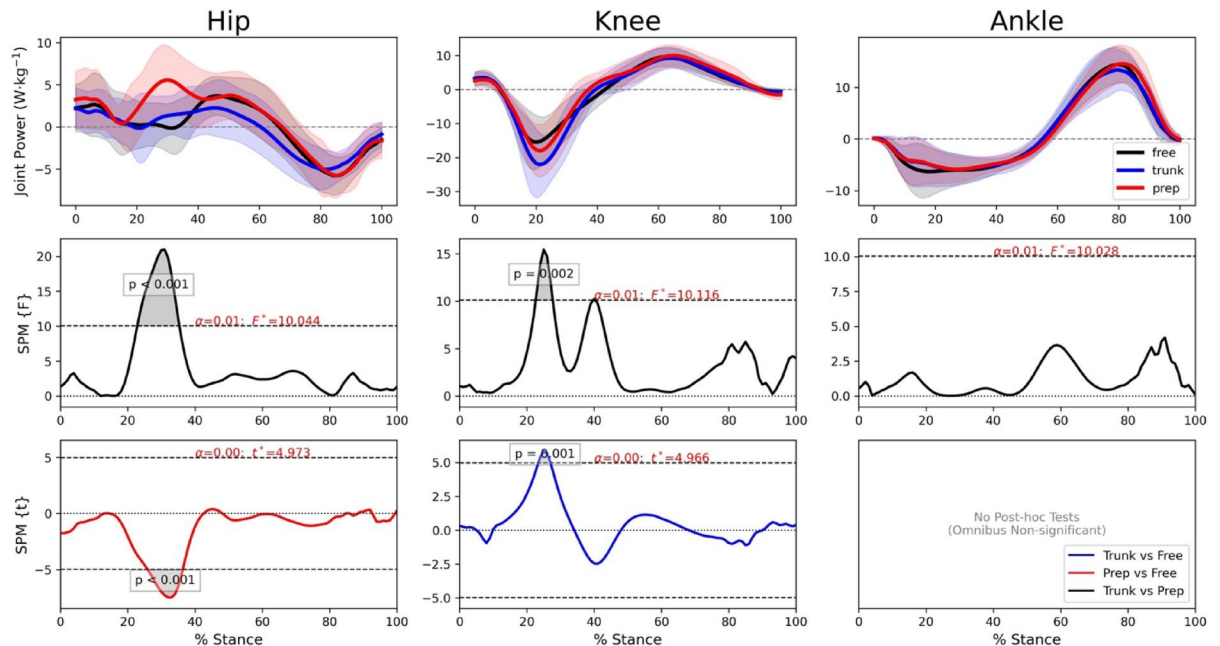 Hip Knee Ankle
Joint Power (W·kg⁻¹)
10
5
0
−5
0 20 40 60 80 100
10
0
−10
−20
−30
0 20 40 60 80 100
10
0
−10
0 20 40 60 80 100
free
trunk
prep
SPM {F}
20
15
10
5
0
p < 0.001
α=0.01: F*=10.044
0 20 40 60 80 100
15
10
5
0
p = 0.002
α=0.01: F*=10.116
0 20 40 60 80 100
10.0
7.5
5.0
2.5
0.0
α=0.01: F*=10.028
0 20 40 60 80 100
SPM {t}
5
0
−5
α=0.00: t*=4.973
p < 0.001
0 20 40 60 80 100
% Stance
5.0
2.5
0.0
−2.5
−5.0
p = 0.001
α=0.00: t*=4.966
0 20 40 60 80 100
% Stance
No Post-hoc Tests
(Omnibus Non-significant)
Trunk vs Free
Prep vs Free
Trunk vs Prep
0 20 40 60 80 100
% Stance